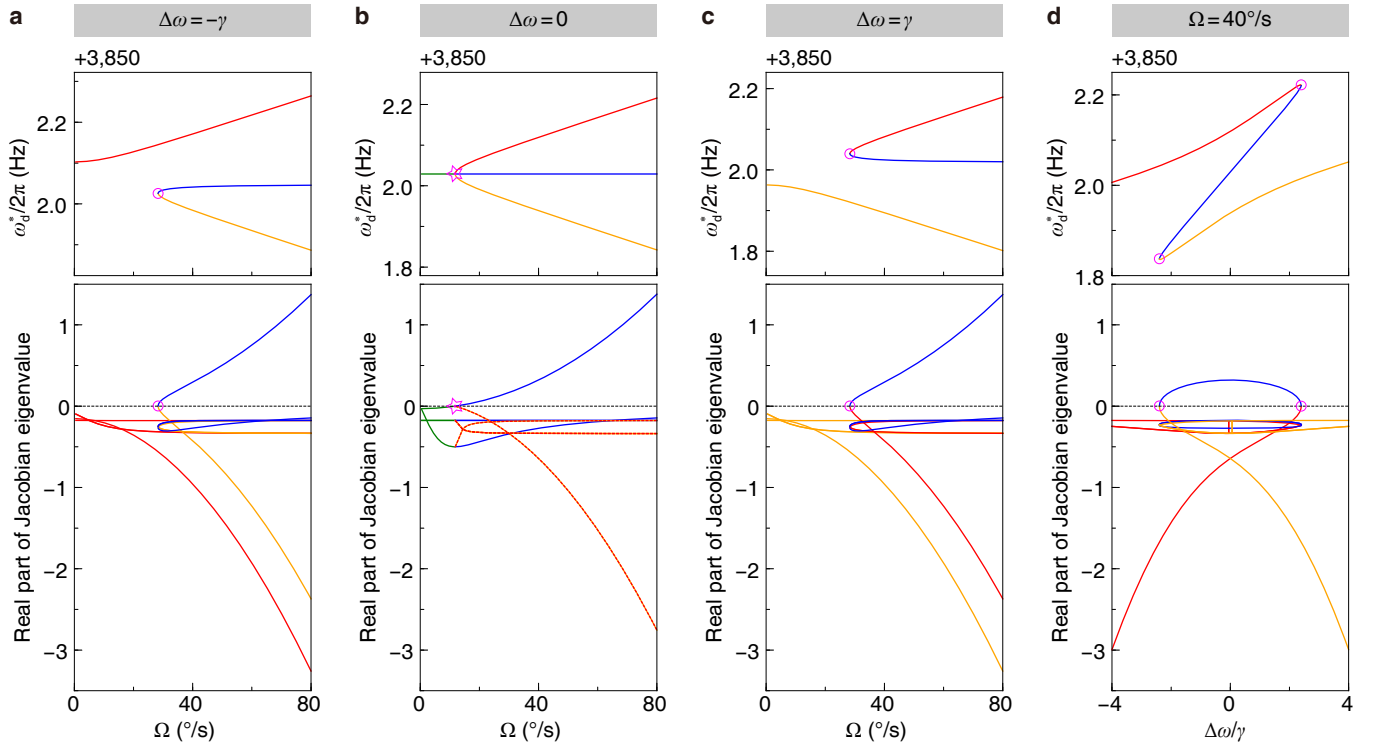 a
Δω = −γ
b
Δω = 0
c
Δω = γ
d
Ω = 40°/s
+3,850
+3,850
+3,850
+3,850
ω*d/2π (Hz)
2.2
2.0
ω*d/2π (Hz)
2.2
2.0
1.8
ω*d/2π (Hz)
2.2
2.0
1.8
ω*d/2π (Hz)
2.2
2.0
1.8
Real part of Jacobian eigenvalue
1
0
−1
−2
−3
0
40
80
Ω (°/s)
Real part of Jacobian eigenvalue
1
0
−1
−2
−3
0
40
80
Ω (°/s)
Real part of Jacobian eigenvalue
1
0
−1
−2
−3
0
40
80
Ω (°/s)
Real part of Jacobian eigenvalue
1
0
−1
−2
−3
−4
−2
0
2
4
Δω/γ